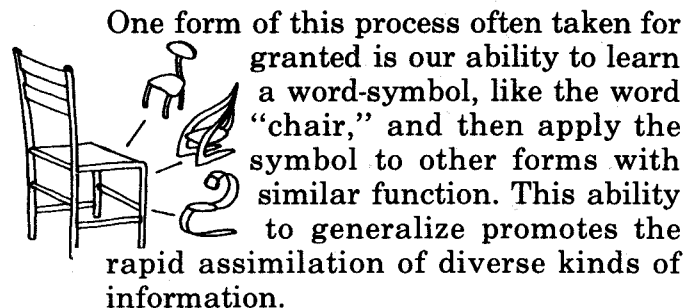 One form of this process often taken for
granted is our ability to learn
a word-symbol, like the word
“chair,” and then apply the
symbol to other forms with
similar function. This ability
to generalize promotes the
rapid assimilation of diverse kinds of
information.